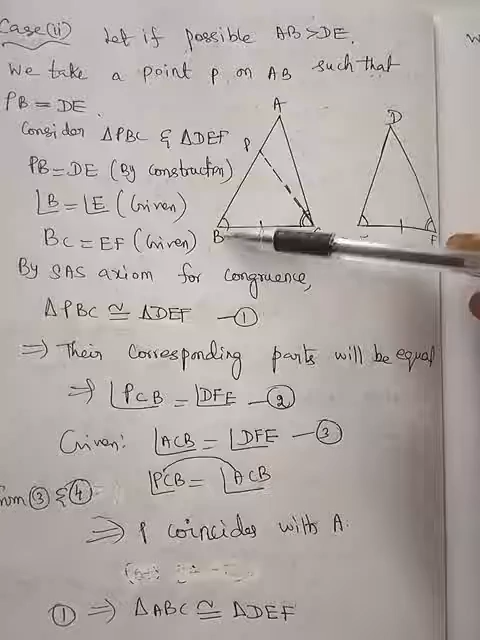 Case(ii) Let if possible AB>DE.
We take a point P on AB such that
PB = DE.
Consider ΔPBC & ΔDEF
PB=DE (By construction)
∠B = ∠E (Given)
BC = EF (Given)
A
P
B
D
F
By SAS axiom for congruence,
ΔPBC ≅ ΔDEF —①
⇒ Their corresponding parts will be equal
⇒ ∠PCB = ∠DFE —②
Given: ∠ACB = ∠DFE —③
∠PCB = ∠ACB
from ③ & ④
⇒ P coincides with A.
① ⇒ ΔABC ≅ ΔDEF